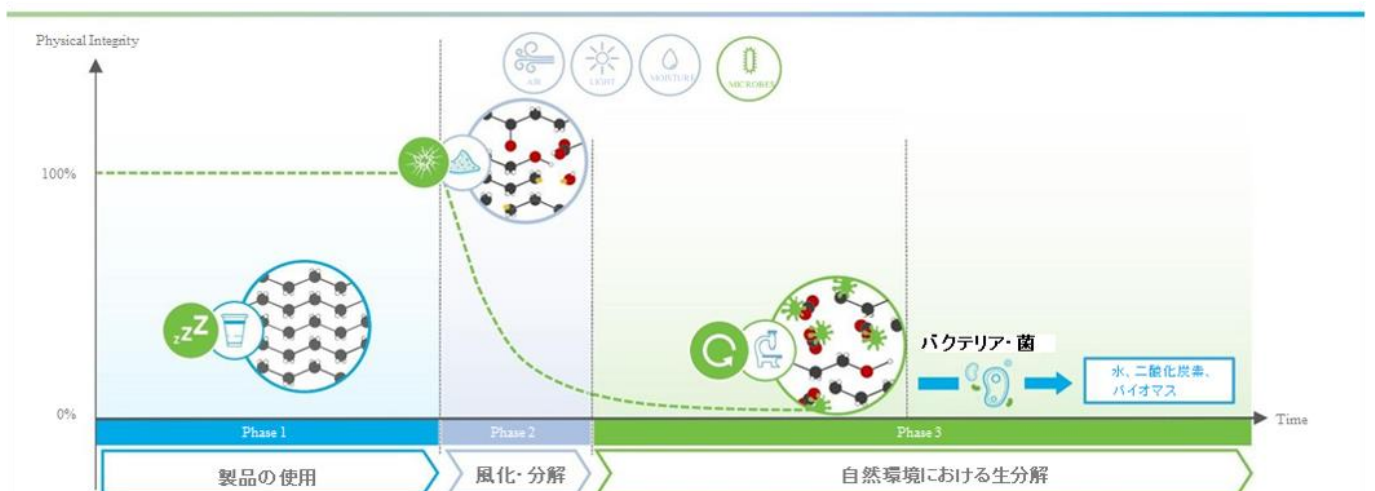 Physical Integrity
AIR
LIGHT
MOISTURE
MICROBES
100%
zzZ
バクテリア・菌
水、二酸化炭素、
バイオマス
0%
Time
Phase 1
Phase 2
Phase 3
製品の使用
風化・分解
自然環境における生分解